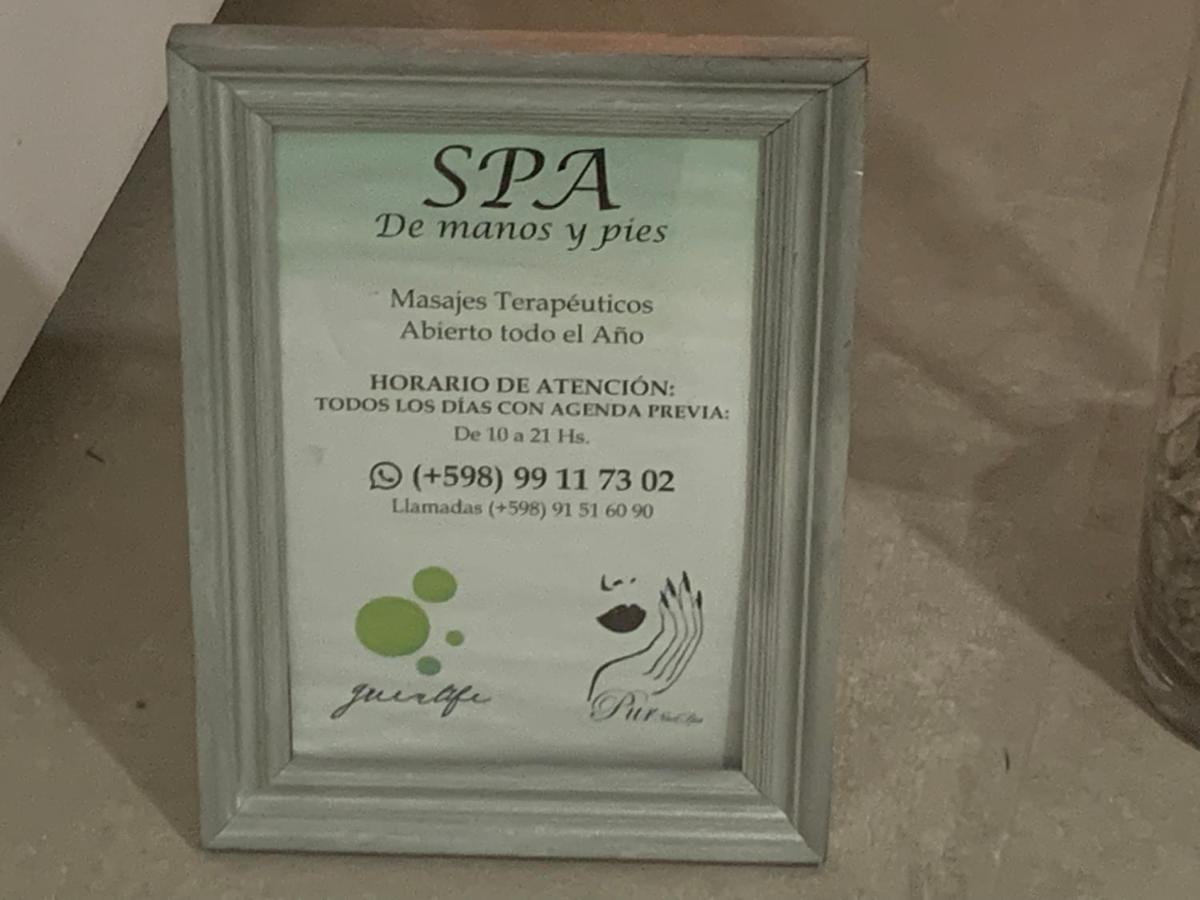 SPA
De manos y pies
Masajes Terapéuticos
Abierto todo el Año
HORARIO DE ATENCIÓN:
TODOS LOS DÍAS CON AGENDA PREVIA:
De 10 a 21 Hs.
(+598) 99 11 73 02
Llamadas (+598) 91 51 60 90
Pur